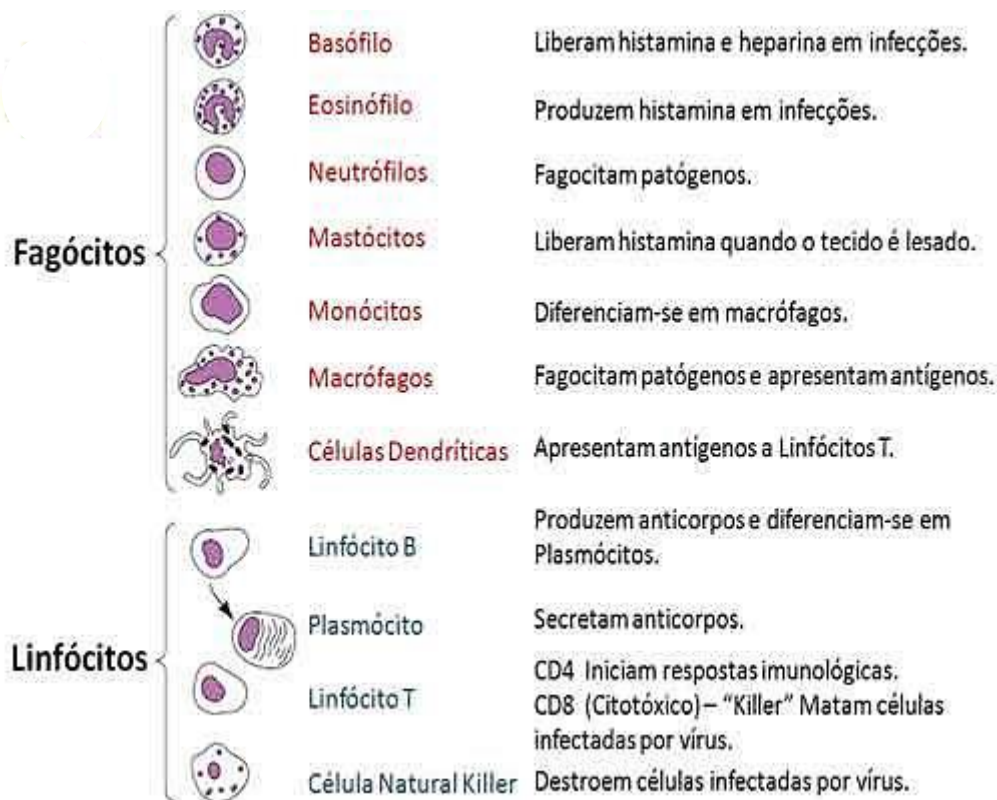 Fagócitos
Basófilo
Liberam histamina e heparina em infecções.
Eosinófilo
Produzem histamina em infecções.
Neutrófilos
Fagocitam patógenos.
Mastócitos
Liberam histamina quando o tecido é lesado.
Monócitos
Diferenciam-se em macrófagos.
Macrófagos
Fagocitam patógenos e apresentam antígenos.
Células Dendríticas
Apresentam antígenos a Linfócitos T.
Linfócitos
Linfócito B
Produzem anticorpos e diferenciam-se em
Plasmócitos.
Plasmócito
Secretam anticorpos.
Linfócito T
CD4 Iniciam respostas imunológicas.
CD8 (Citotóxico) – “Killer” Matam células
infectadas por vírus.
Célula Natural Killer
Destroem células infectadas por vírus.